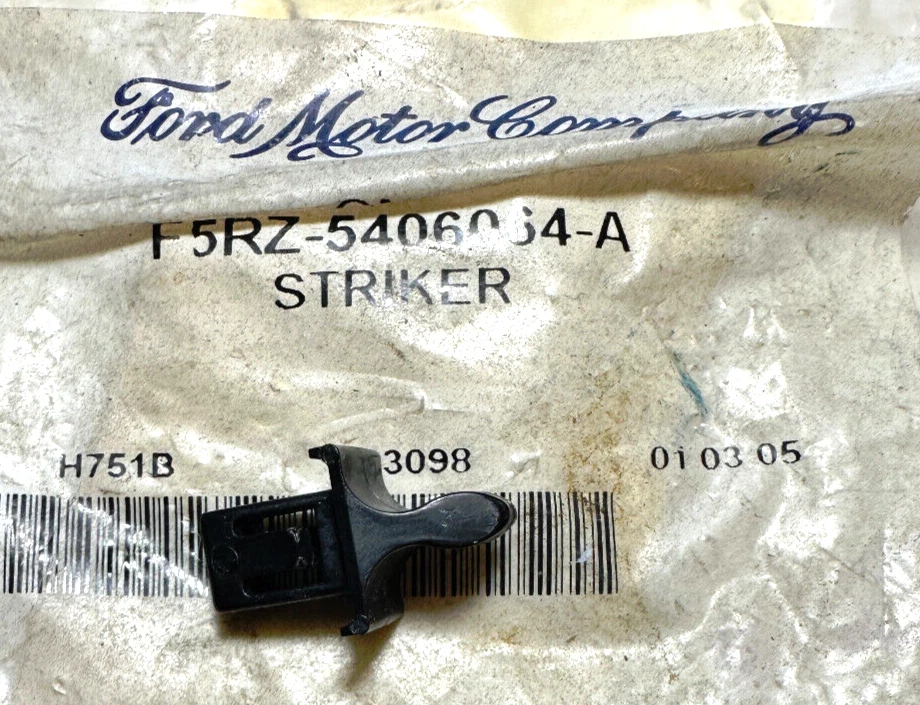 Ford Motor Company
F5RZ-5406064-A
STRIKER
H751B 3098 01 03 05